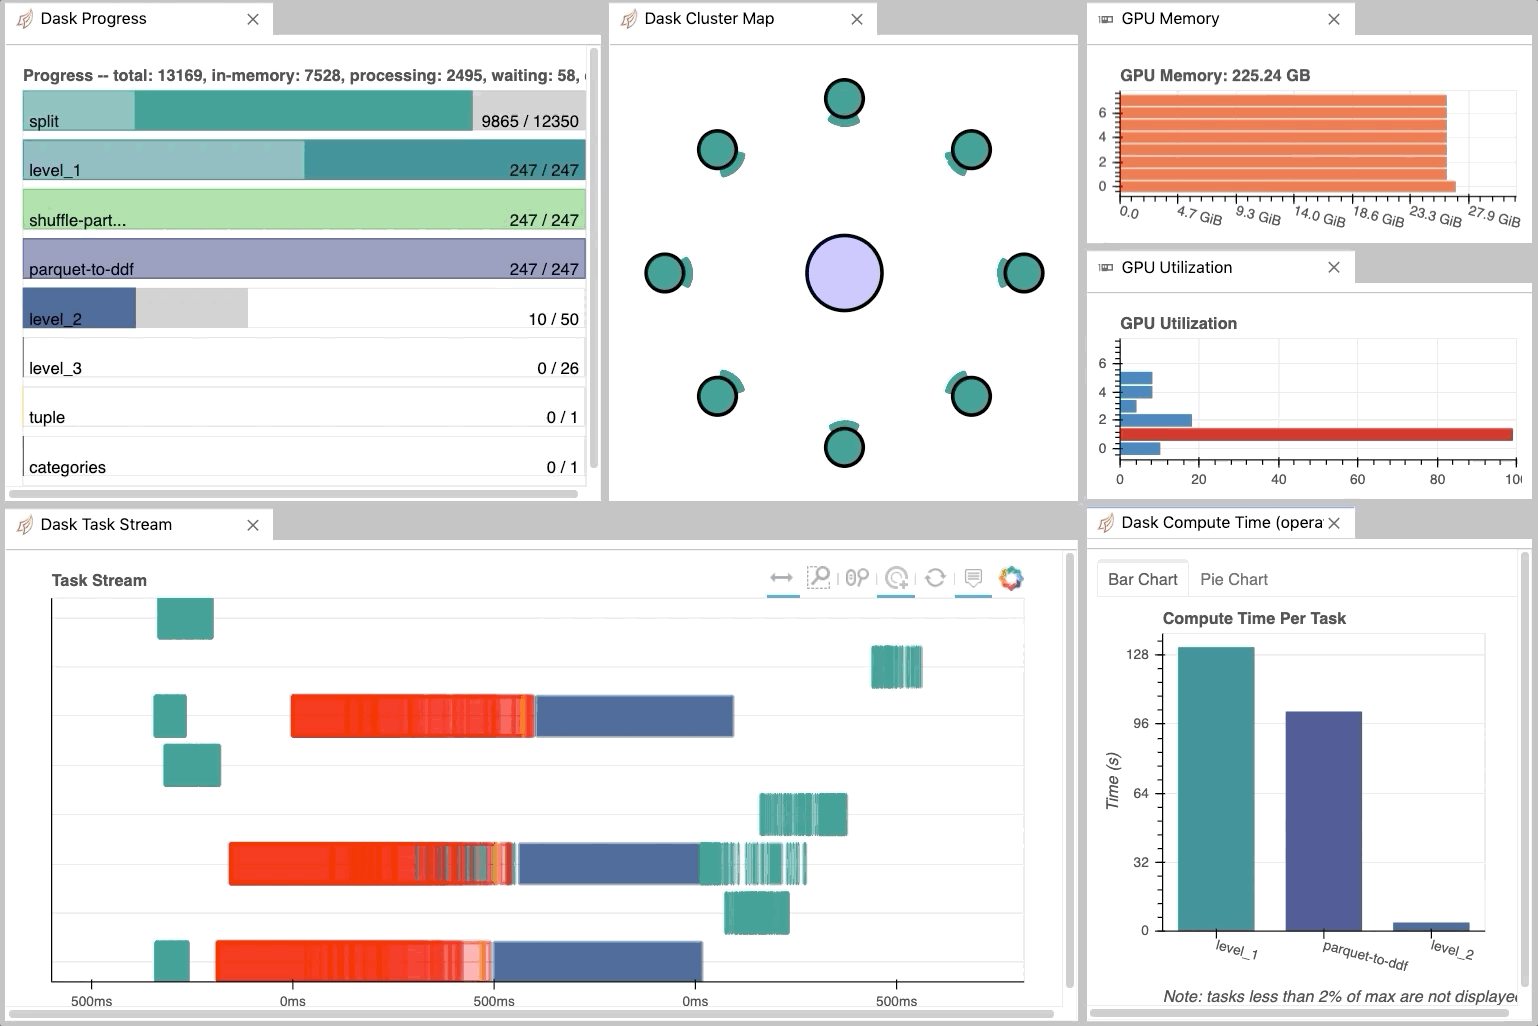 Dask Progress
Progress -- total: 13169, in-memory: 7528, processing: 2495, waiting: 58,
split 9865 / 12350
level_1 247 / 247
shuffle-part... 247 / 247
parquet-to-ddf 247 / 247
level_2 10 / 50
level_3 0 / 26
tuple 0 / 1
categories 0 / 1
Dask Cluster Map
GPU Memory
GPU Memory: 225.24 GB
6
4
2
0
0.0 4.7 GiB 9.3 GiB 14.0 GiB 18.6 GiB 23.3 GiB 27.9 GiB
GPU Utilization
GPU Utilization
6
4
2
0
0 20 40 60 80 10
Dask Task Stream
Task Stream
500ms 0ms 500ms 0ms 500ms
Dask Compute Time (opera
Bar Chart Pie Chart
Compute Time Per Task
Time (s)
128
96
64
32
0
level_1 parquet-to-ddf level_2
Note: tasks less than 2% of max are not displaye